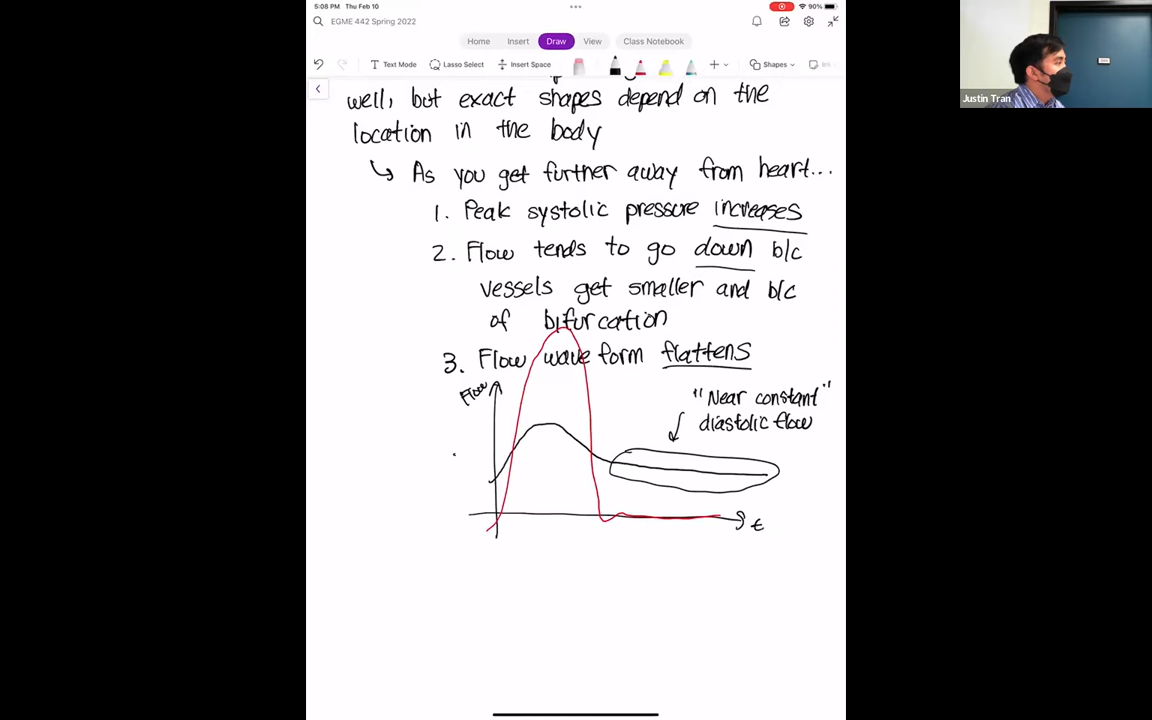 5:08 PM Thu Feb 10
90%
EGME 442 Spring 2022
Home Insert Draw View Class Notebook
Text Mode Lasso Select Insert Space Shapes
well, but exact shapes depend on the
location in the body
↳ As you get further away from heart...
1. Peak systolic pressure increases
2. Flow tends to go down b/c
vessels get smaller and b/c
of bifurcation
3. Flow wave form flattens
Flow
"Near constant"
diastolic flow
t
Justin Tran